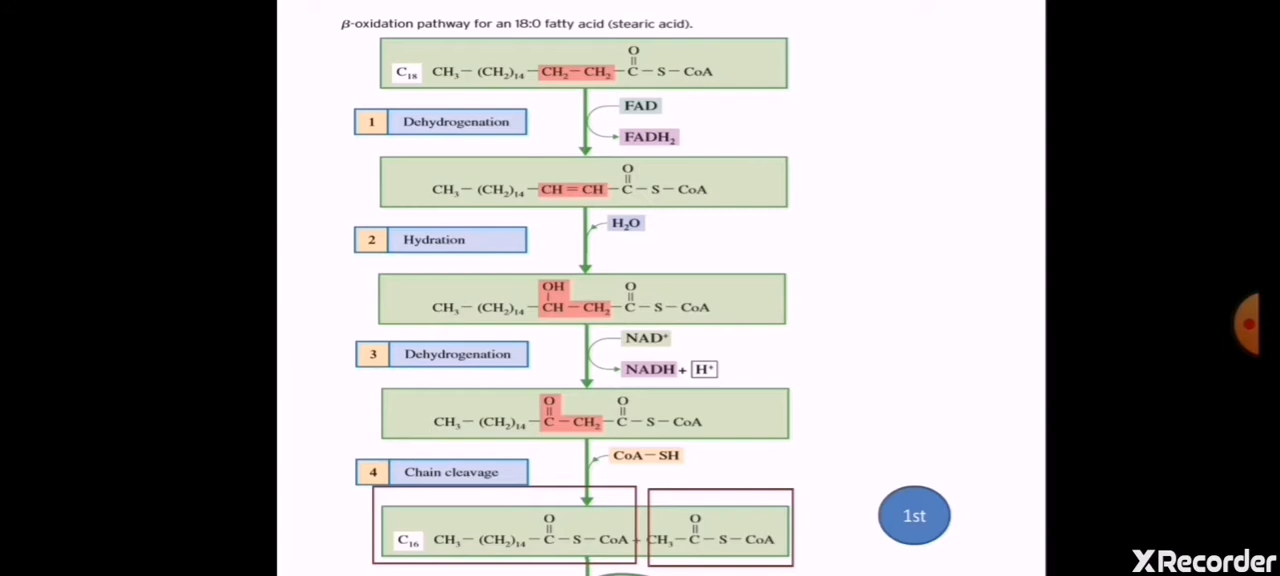 β-oxidation pathway for an 18:0 fatty acid (stearic acid).
O
||
C₁₈ CH₃ — (CH₂)₁₄ — CH₂ — CH₂ — C — S — CoA
FAD
1 Dehydrogenation
FADH₂
O
||
CH₃ — (CH₂)₁₄ — CH = CH — C — S — CoA
H₂O
2 Hydration
OH O
| ||
CH₃ — (CH₂)₁₄ — CH — CH₂ — C — S — CoA
NAD⁺
3 Dehydrogenation
NADH + H⁺
O O
|| ||
CH₃ — (CH₂)₁₄ — C — CH₂ — C — S — CoA
CoA — SH
4 Chain cleavage
O O
|| ||
C₁₆ CH₃ — (CH₂)₁₄ — C — S — CoA + CH₃ — C — S — CoA
1st
XRecorder